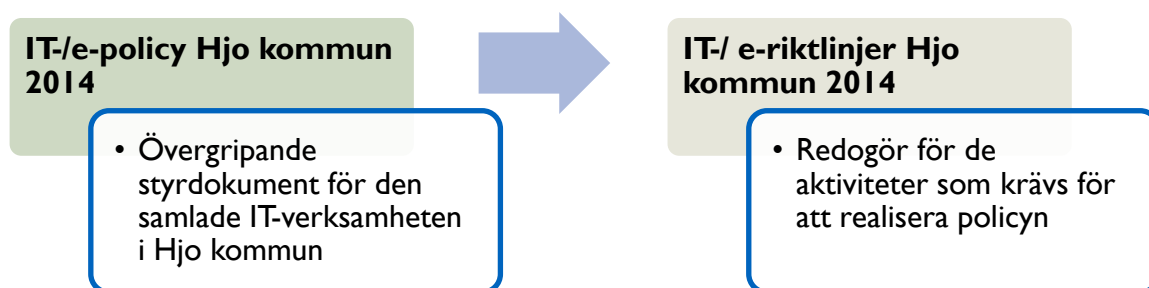 IT-/e-policy Hjo kommun
2014
• Övergripande
styrdokument för den
samlade IT-verksamheten
i Hjo kommun
IT-/ e-riktlinjer Hjo
kommun 2014
• Redogör för de
aktiviteter som krävs för
att realisera policyn